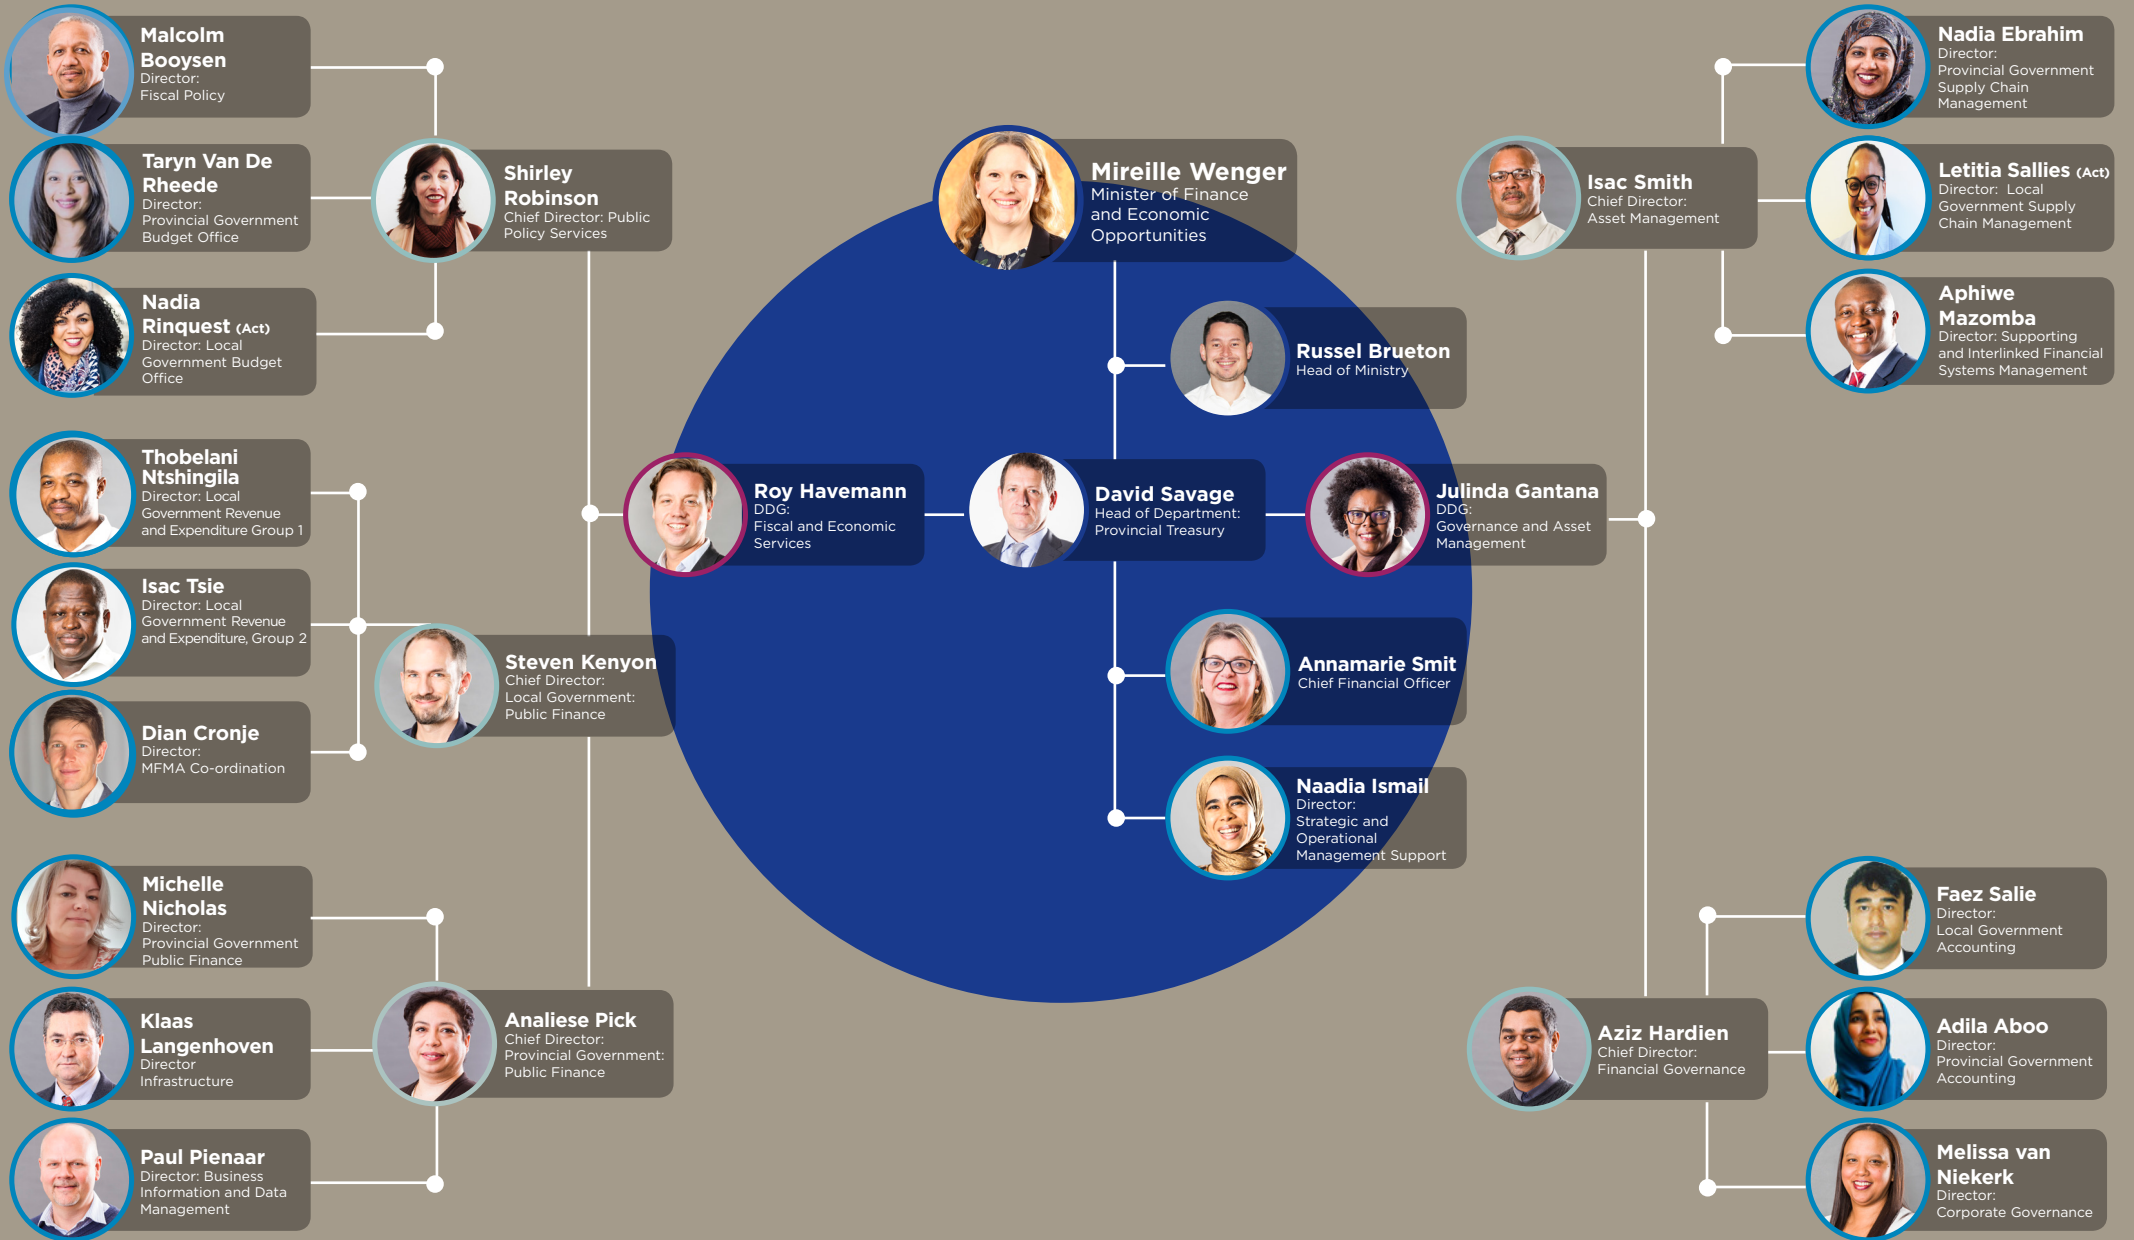 Malcolm
Booysen
Director:
Fiscal Policy
Taryn Van De
Rheede
Director:
Provincial Government
Budget Office
Nadia
Rinquest (Act)
Director: Local
Government Budget
Office
Shirley
Robinson
Chief Director: Public
Policy Services
Thobelani
Ntshingila
Director: Local
Government Revenue
and Expenditure Group 1
Isac Tsie
Director: Local
Government Revenue
and Expenditure, Group 2
Dian Cronje
Director:
MFMA Co-ordination
Steven Kenyon
Chief Director:
Local Government:
Public Finance
Michelle
Nicholas
Director:
Provincial Government
Public Finance
Klaas
Langenhoven
Director
Infrastructure
Paul Pienaar
Director: Business
Information and Data
Management
Analiese Pick
Chief Director:
Provincial Government:
Public Finance
Mireille Wenger
Minister of Finance
and Economic
Opportunities
Russel Brueton
Head of Ministry
Roy Havemann
DDG:
Fiscal and Economic
Services
David Savage
Head of Department:
Provincial Treasury
Julinda Gantana
DDG:
Governance and Asset
Management
Annamarie Smit
Chief Financial Officer
Naadia Ismail
Director:
Strategic and
Operational
Management Support
Isac Smith
Chief Director:
Asset Management
Nadia Ebrahim
Director:
Provincial Government
Supply Chain
Management
Letitia Sallies (Act)
Director: Local
Government Supply
Chain Management
Aphiwe
Mazomba
Director: Supporting
and Interlinked Financial
Systems Management
Aziz Hardien
Chief Director:
Financial Governance
Faez Salie
Director:
Local Government
Accounting
Adila Aboo
Director:
Provincial Government
Accounting
Melissa van
Niekerk
Director:
Corporate Governance